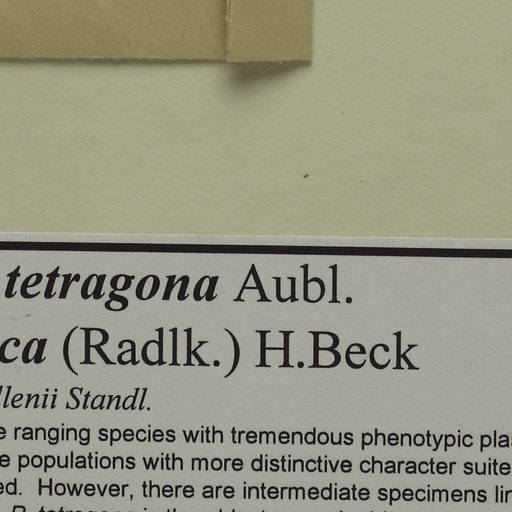 tetragona Aubl.
ca (Radlk.) H.Beck
llenii Standl.
e ranging species with tremendous phenotypic pla
e populations with more distinctive character suite
ed. However, there are intermediate specimens lin